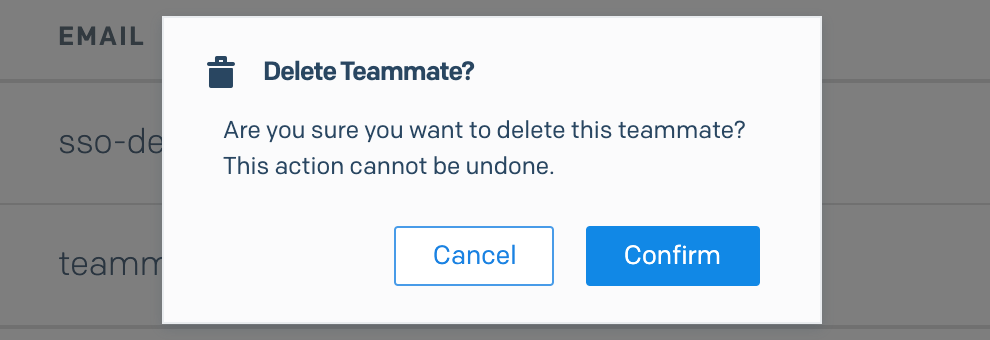 EMAIL
Delete Teammate?
Are you sure you want to delete this teammate?
This action cannot be undone.
sso-de
teamm
Cancel
Confirm